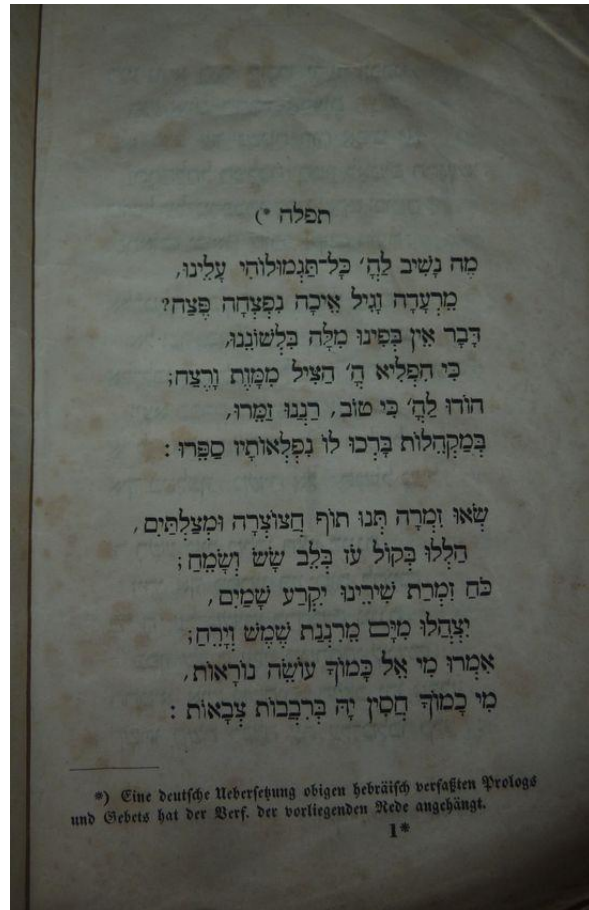 תפלה *)
מַה נָשִׁיב לַהָ׳ כָּל־תַּגְמוּלוֹהִי עָלֵינוּ,
מֵרְעָדָה וָגִיל אֵיכָה נִפְצְחָה פֶּצַח?
דָּבָר אֵין בְּפִינוּ מִלָּה בִּלְשׁוֹנֵנוּ,
כִּי הִפְלִיא הָ׳ הִצִּיל מִמָּוֶת וָרֶצַח;
הוֹדוּ לַהָ׳ כִּי טוֹב, רַנֲנוּ זַמֵּרוּ,
בְּמַקְהֵלוֹת בָּרְכוּ לוֹ נִפְלְאוֹתָיו סַפֵּרוּ :
שְׂאוּ זִמְרָה תְּנוּ תוֹף חֲצוֹצְרָה וּמְצִלְתַּיִם,
הַלְלוּ בְּקוֹל עֹז בְּלֵב שָׂשׂ וְשָׂמֵחַ;
כֹּחַ זִמְרַת שִׁירֵינוּ יִקְרַע שָׁמַיִם,
יִצְהֲלוּ מִיָּם מֵרִנְנַת שֶׁמֶשׁ וְיָרֵחַ;
אִמְרוּ מִי אֵל כָּמוֹךָ עוֹשֵׂה נוֹרָאוֹת,
מִי כָמוֹךָ חֲסִין יָהּ בְּרִבְבוֹת צְבָאוֹת :
*) Eine deutsche Uebersetzung obigen hebräisch verfaßten Prologs
und Gebets hat der Verf. der vorliegenden Rede angehängt.
1*